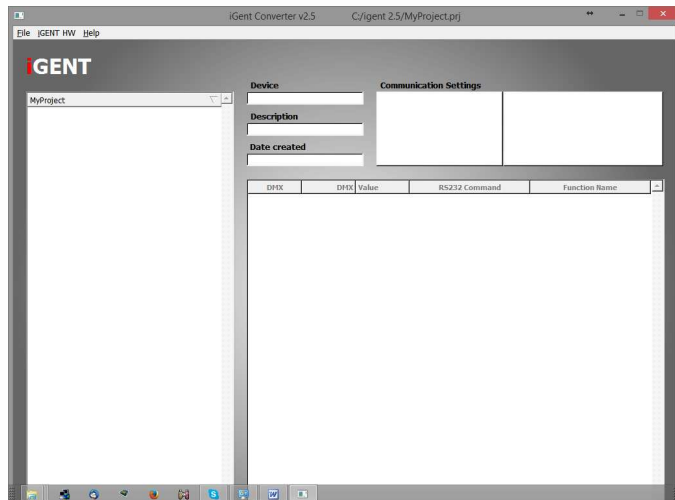 iGent Converter v2.5 C:/igent 2.5/MyProject.prj
File iGENT HW Help
iGENT
Device
Communication Settings
MyProject
Description
Date created
DMX DMX Value RS232 Command Function Name